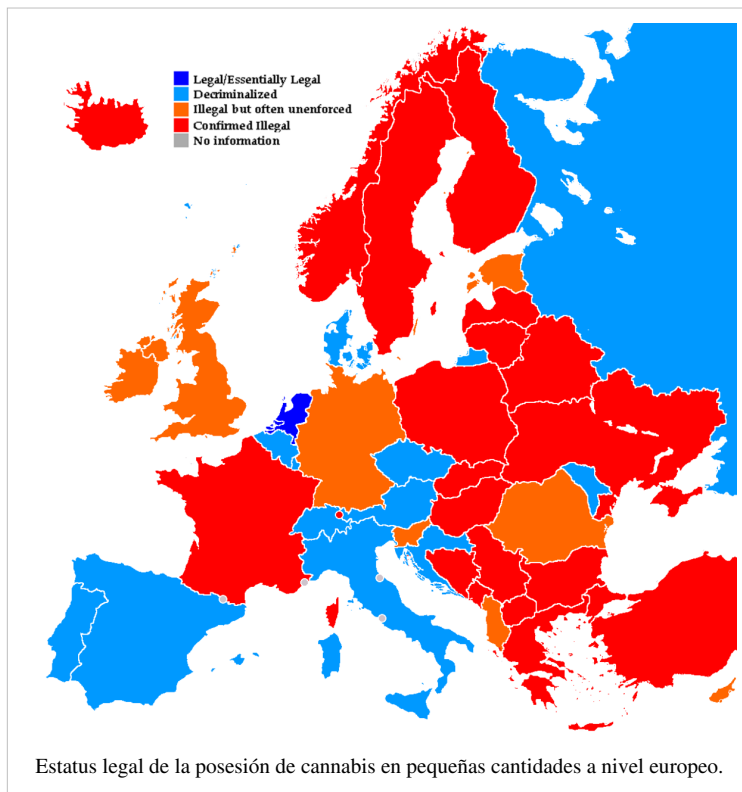 Legal/Essentially Legal
Decriminalized
Illegal but often unenforced
Confirmed Illegal
No information
Estatus legal de la posesión de cannabis en pequeñas cantidades a nivel europeo.